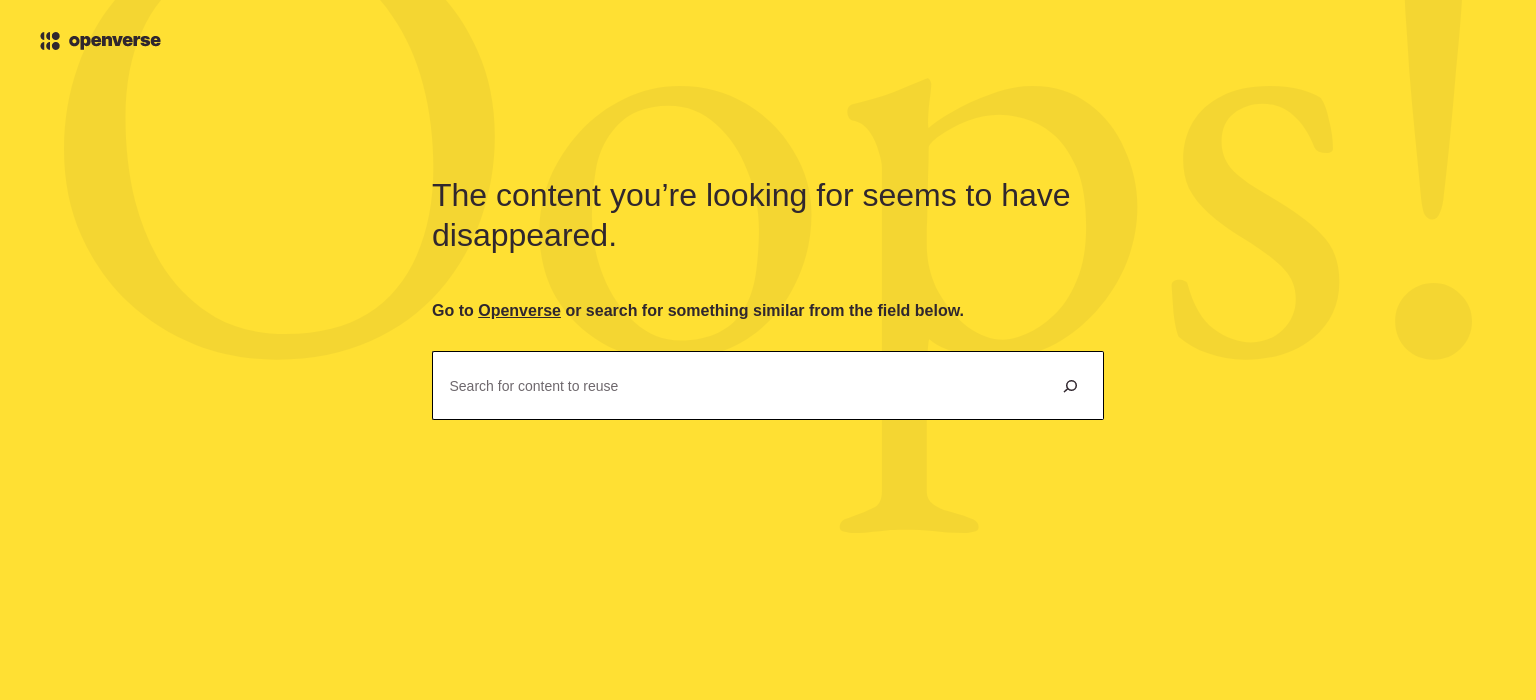 openverse
Oops!
The content you’re looking for seems to have
disappeared.
Go to Openverse or search for something similar from the field below.
Search for content to reuse